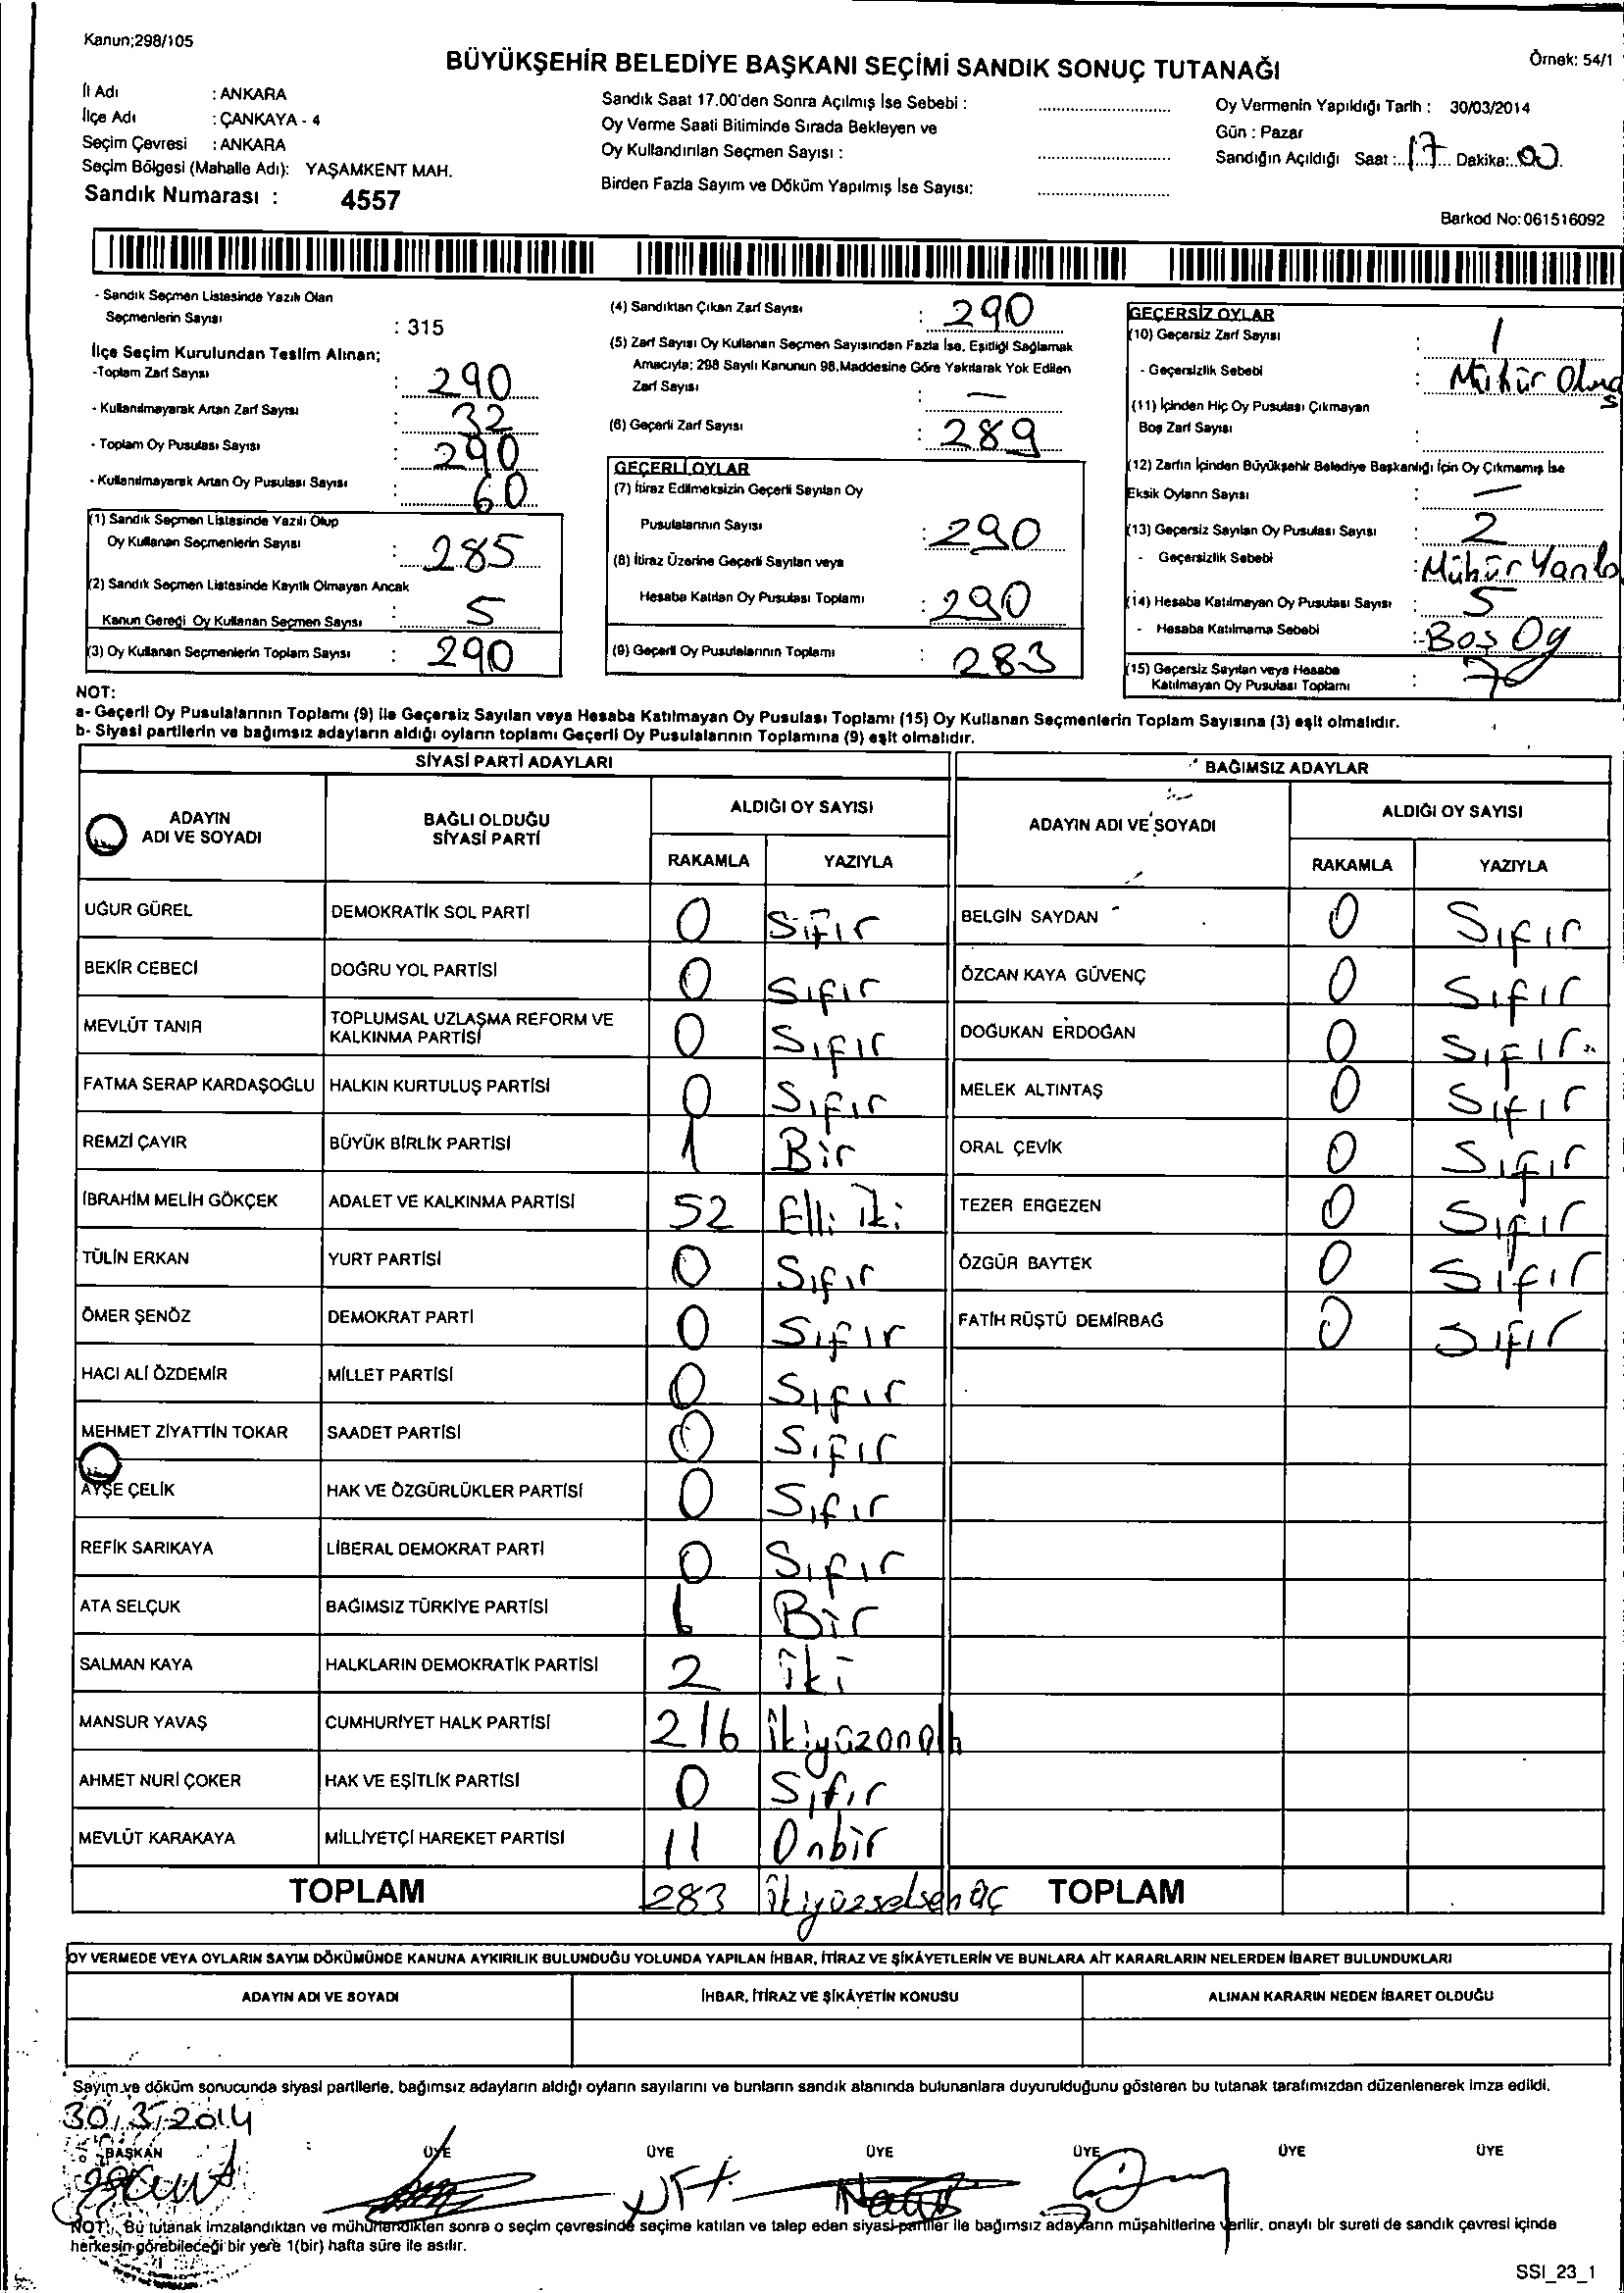 Kanun;298/105
BÜYÜKŞEHİR BELEDİYE BAŞKANI SEÇİMİ SANDIK SONUÇ TUTANAĞI
Örnek: 54/1
İl Adı : ANKARA
İlçe Adı : ÇANKAYA - 4
Seçim Çevresi : ANKARA
Seçim Bölgesi (Mahalle Adı): YAŞAMKENT MAH.
Sandık Numarası : 4557
Sandık Saat 17.00'den Sonra Açılmış İse Sebebi :
Oy Verme Saati Bitiminde Sırada Bekleyen ve
Oy Kullandırılan Seçmen Sayısı :
Birden Fazla Sayım ve Döküm Yapılmış İse Sayısı:
Oy Vermenin Yapıldığı Tarih : 30/03/2014
Gün : Pazar
Sandığın Açıldığı Saat : 17 Dakika: 00
Barkod No: 061516092
- Sandık Seçmen Listesinde Yazılı Olan
Seçmenlerin Sayısı : 315
İlçe Seçim Kurulundan Teslim Alınan;
-Toplam Zarf Sayısı : 290
- Kullanılmayarak Artan Zarf Sayısı : 32
- Toplam Oy Pusulası Sayısı : 290
- Kullanılmayarak Artan Oy Pusulası Sayısı : 60
(1) Sandık Seçmen Listesinde Yazılı Olup
Oy Kullanan Seçmenlerin Sayısı : 285
(2) Sandık Seçmen Listesinde Kayıtlı Olmayan Ancak
Kanun Gereği Oy Kullanan Seçmen Sayısı : 5
(3) Oy Kullanan Seçmenlerin Toplam Sayısı : 290
(4) Sandıktan Çıkan Zarf Sayısı : 290
(5) Zarf Sayısı Oy Kullanan Seçmen Sayısından Fazla İse, Eşitliği Sağlamak
Amacıyla; 298 Sayılı Kanunun 98.Maddesine Göre Yakılarak Yok Edilen
Zarf Sayısı : —
(6) Geçerli Zarf Sayısı : 289
GEÇERLİ OYLAR
(7) İtiraz Edilmeksizin Geçerli Sayılan Oy
Pusulalarının Sayısı : 290
(8) İtiraz Üzerine Geçerli Sayılan veya
Hesaba Katılan Oy Pusulası Toplamı : 290
(9) Geçerli Oy Pusulalarının Toplamı : 283
GEÇERSİZ OYLAR
(10) Geçersiz Zarf Sayısı : 1
- Geçersizlik Sebebi : Mühür Olmaş
(11) İçinden Hiç Oy Pusulası Çıkmayan
Boş Zarf Sayısı :
(12) Zarfın İçinden Büyükşehir Belediye Başkanlığı İçin Oy Çıkmamış İse
Eksik Oyların Sayısı : —
(13) Geçersiz Sayılan Oy Pusulası Sayısı : 2
- Geçersizlik Sebebi : Mühür Yanlı
(14) Hesaba Katılmayan Oy Pusulası Sayısı : 5
- Hesaba Katılmama Sebebi : Boş Oy
(15) Geçersiz Sayılan veya Hesaba
Katılmayan Oy Pusulası Toplamı : 7
NOT:
a- Geçerli Oy Pusulalarının Toplamı (9) ile Geçersiz Sayılan veya Hesaba Katılmayan Oy Pusulası Toplamı (15) Oy Kullanan Seçmenlerin Toplam Sayısına (3) eşit olmalıdır.
b- Siyasi partilerin ve bağımsız adayların aldığı oyların toplamı Geçerli Oy Pusulalarının Toplamına (9) eşit olmalıdır.
SİYASİ PARTİ ADAYLARI
ADAYIN ADI VE SOYADI BAĞLI OLDUĞU SİYASİ PARTİ ALDIĞI OY SAYISI RAKAMLA YAZIYLA
UĞUR GÜREL DEMOKRATİK SOL PARTİ 0 Sıfır
BEKİR CEBECİ DOĞRU YOL PARTİSİ 0 Sıfır
MEVLÜT TANIR TOPLUMSAL UZLAŞMA REFORM VE KALKINMA PARTİSİ 0 Sıfır
FATMA SERAP KARDAŞOĞLU HALKIN KURTULUŞ PARTİSİ 0 Sıfır
REMZİ ÇAYIR BÜYÜK BİRLİK PARTİSİ 1 Bir
İBRAHİM MELİH GÖKÇEK ADALET VE KALKINMA PARTİSİ 52 Elli iki
TÜLİN ERKAN YURT PARTİSİ 0 Sıfır
ÖMER ŞENÖZ DEMOKRAT PARTİ 0 Sıfır
HACI ALİ ÖZDEMİR MİLLET PARTİSİ 0 Sıfır
MEHMET ZİYATTİN TOKAR SAADET PARTİSİ 0 Sıfır
AYŞE ÇELİK HAK VE ÖZGÜRLÜKLER PARTİSİ 0 Sıfır
REFİK SARIKAYA LİBERAL DEMOKRAT PARTİ 0 Sıfır
ATA SELÇUK BAĞIMSIZ TÜRKİYE PARTİSİ 1 Bir
SALMAN KAYA HALKLARIN DEMOKRATİK PARTİSİ 2 iki
MANSUR YAVAŞ CUMHURİYET HALK PARTİSİ 216 ikiyüzonaltı
AHMET NURİ ÇOKER HAK VE EŞİTLİK PARTİSİ 0 Sıfır
MEVLÜT KARAKAYA MİLLİYETÇİ HAREKET PARTİSİ 11 Onbir
TOPLAM 283 ikiyüzseksenüç
BAĞIMSIZ ADAYLAR
ADAYIN ADI VE SOYADI ALDIĞI OY SAYISI RAKAMLA YAZIYLA
BELGİN SAYDAN 0 Sıfır
ÖZCAN KAYA GÜVENÇ 0 Sıfır
DOĞUKAN ERDOĞAN 0 Sıfır
MELEK ALTINTAŞ 0 Sıfır
ORAL ÇEVİK 0 Sıfır
TEZER ERGEZEN 0 Sıfır
ÖZGÜR BAYTEK 0 Sıfır
FATİH RÜŞTÜ DEMİRBAĞ 0 Sıfır
TOPLAM
OY VERMEDE VEYA OYLARIN SAYIM DÖKÜMÜNDE KANUNA AYKIRILIK BULUNDUĞU YOLUNDA YAPILAN İHBAR, İTİRAZ VE ŞİKÂYETLERİN VE BUNLARA AİT KARARLARIN NELERDEN İBARET BULUNDUKLARI
ADAYIN ADI VE SOYADI İHBAR, İTİRAZ VE ŞİKÂYETİN KONUSU ALINAN KARARIN NEDEN İBARET OLDUĞU
Sayım ve döküm sonucunda siyasi partilerle, bağımsız adayların aldığı oyların sayılarını ve bunların sandık alanında bulunanlara duyurulduğunu gösteren bu tutanak tarafımızdan düzenlenerek imza edildi.
30/3/2014
BAŞKAN ÜYE ÜYE ÜYE ÜYE ÜYE ÜYE
NOT: Bu tutanak imzalandıktan ve mühürlendikten sonra o seçim çevresinde seçime katılan ve talep eden siyasi partiler ile bağımsız adayların müşahitlerine verilir, onaylı bir sureti de sandık çevresi içinde
herkesin görebileceği bir yere 1(bir) hafta süre ile asılır.
SSI_23_1